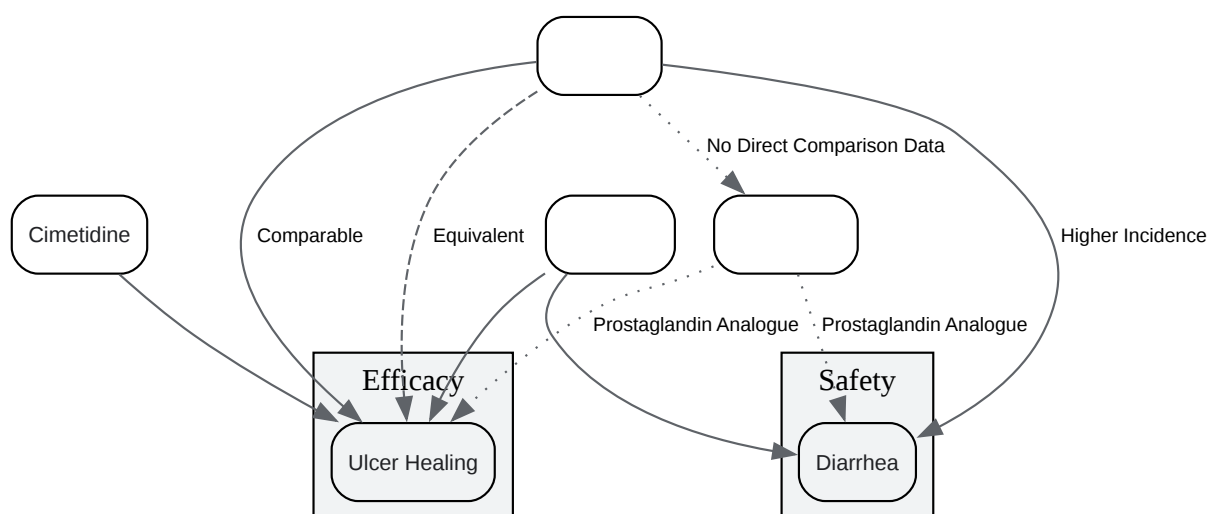 No Direct Comparison Data
Cimetidine
Comparable
Equivalent
Higher Incidence
Prostaglandin Analogue
Prostaglandin Analogue
Efficacy
Safety
Ulcer Healing
Diarrhea